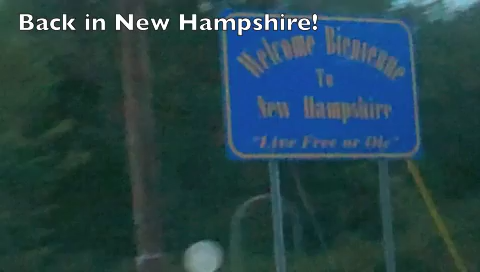 Back in New Hampshire!
Welcome Bienvenue
To
New Hampshire
"Live Free or Die"